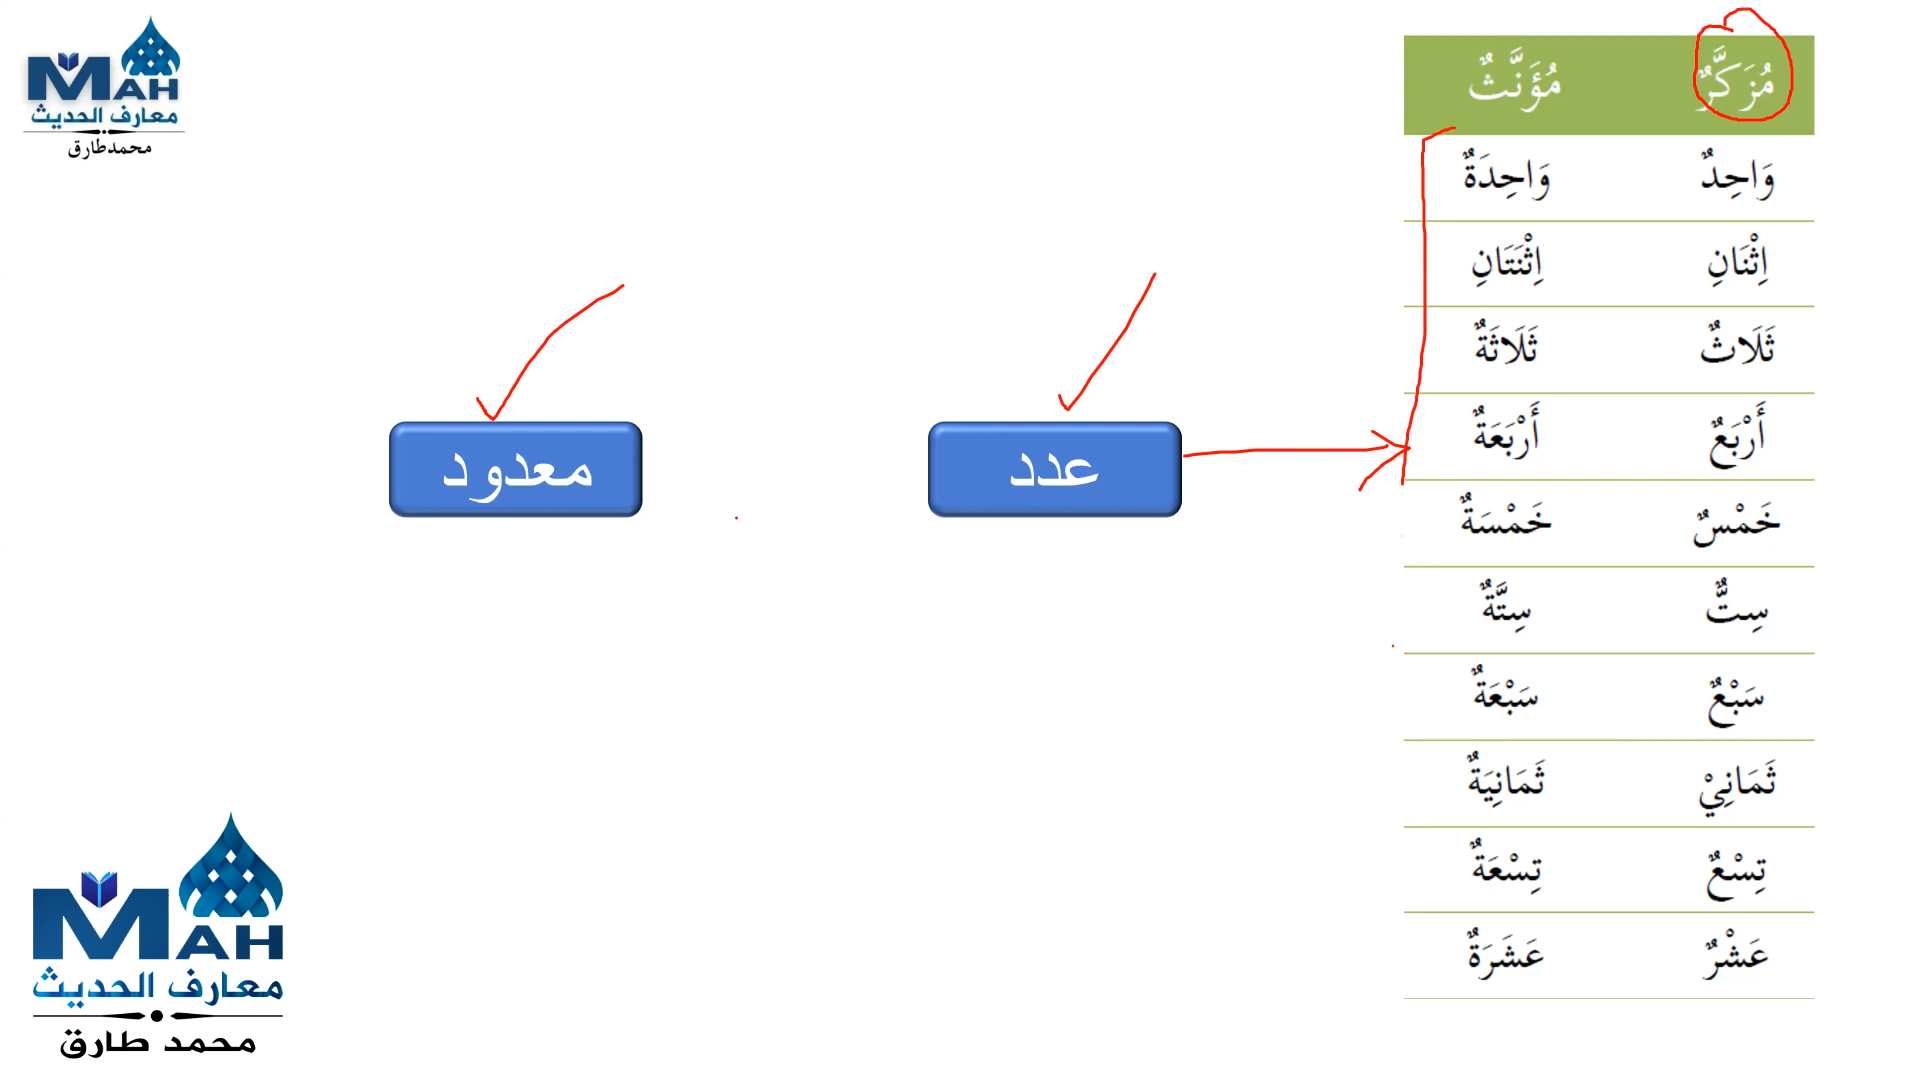 MAH
معارف الحديث
محمدطارق
مُزَكَّرٌ مُؤَنَّثٌ
وَاحِدٌ وَاحِدَةٌ
اِثْنَانِ اِثْنَتَانِ
ثَلَاثٌ ثَلَاثَةٌ
أَرْبَعٌ أَرْبَعَةٌ
عدد
معدود
خَمْسٌ خَمْسَةٌ
سِتٌّ سِتَّةٌ
سَبْعٌ سَبْعَةٌ
ثَمَانِيْ ثَمَانِيَةٌ
تِسْعٌ تِسْعَةٌ
عَشْرٌ عَشَرَةٌ
MAH
معارف الحديث
محمد طارق